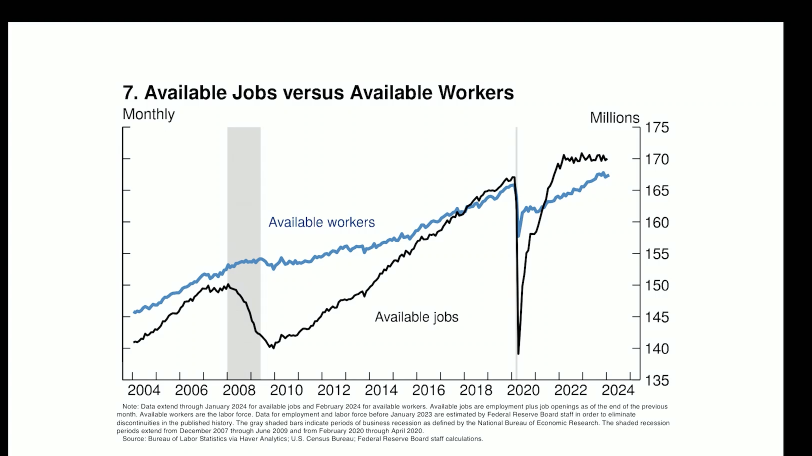 7. Available Jobs versus Available Workers
Monthly
Millions
175
170
165
160
155
150
145
140
135
Available workers
Available jobs
2004 2006 2008 2010 2012 2014 2016 2018 2020 2022 2024
Note: Data extend through January 2024 for available jobs and February 2024 for available workers. Available jobs are employment plus job openings as of the end of the previous
month. Available workers are the labor force. Data for employment and labor force before January 2023 are estimated by Federal Reserve Board staff in order to eliminate
discontinuities in the published history. The gray shaded bars indicate periods of business recession as defined by the National Bureau of Economic Research. The shaded recession
periods extend from December 2007 through June 2009 and from February 2020 through April 2020.
Source: Bureau of Labor Statistics via Haver Analytics; U.S. Census Bureau; Federal Reserve Board staff calculations.